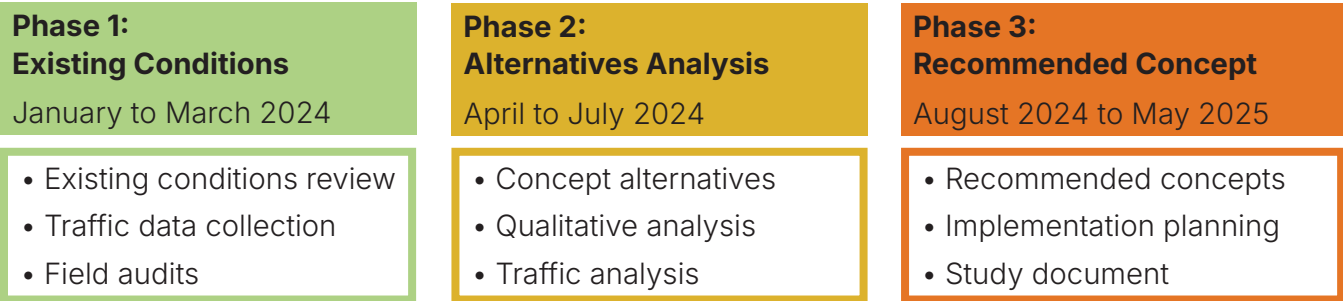 Phase 1:
Existing Conditions
January to March 2024
• Existing conditions review
• Traffic data collection
• Field audits
Phase 2:
Alternatives Analysis
April to July 2024
• Concept alternatives
• Qualitative analysis
• Traffic analysis
Phase 3:
Recommended Concept
August 2024 to May 2025
• Recommended concepts
• Implementation planning
• Study document